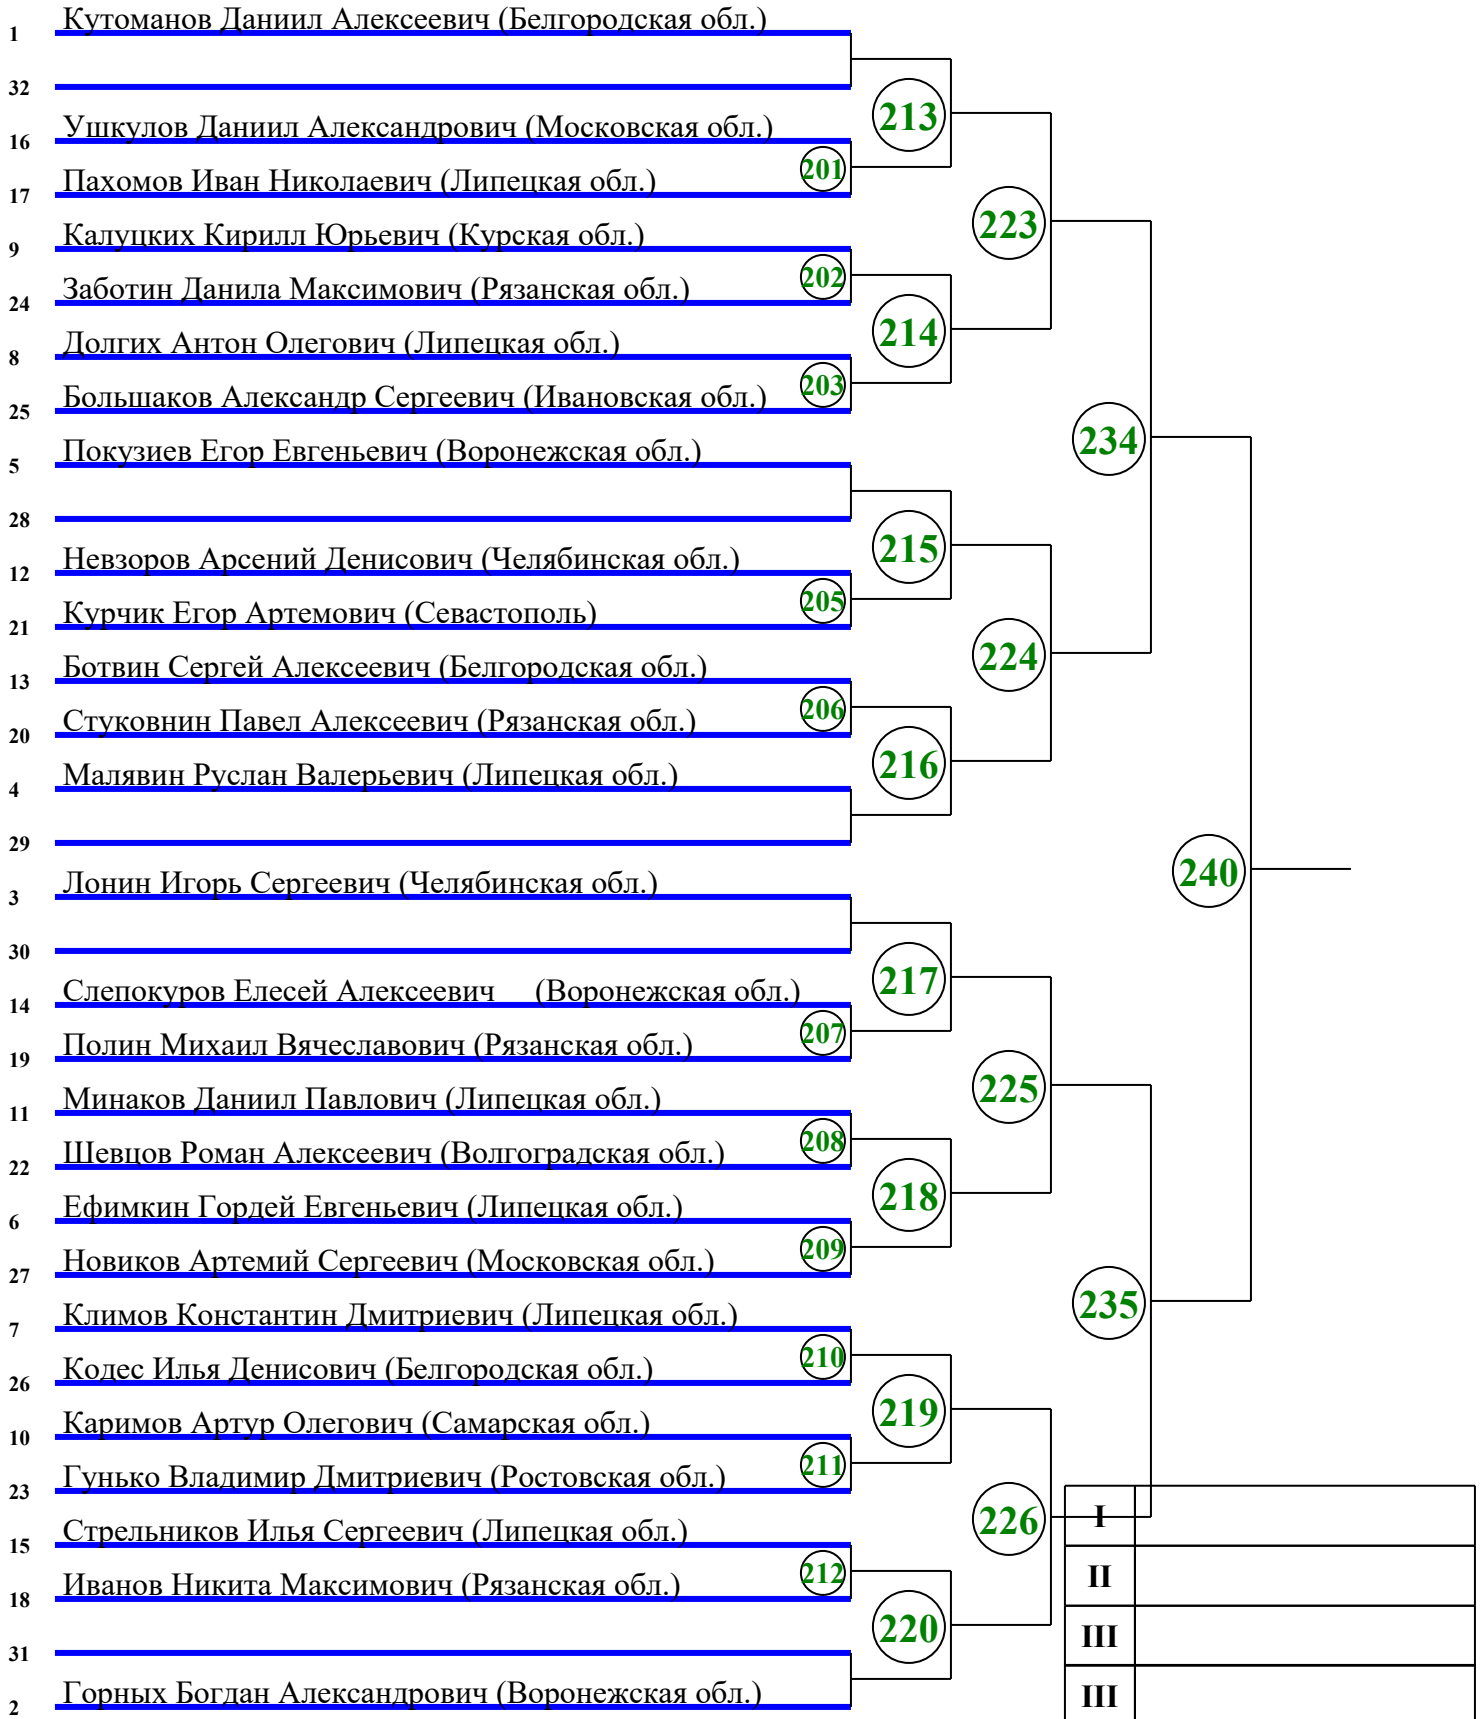 1 Кутоманов Даниил Алексеевич (Белгородская обл.)
32
213
16 Ушкулов Даниил Александрович (Московская обл.)
201
17 Пахомов Иван Николаевич (Липецкая обл.)
223
9 Калуцких Кирилл Юрьевич (Курская обл.)
202
24 Заботин Данила Максимович (Рязанская обл.)
214
8 Долгих Антон Олегович (Липецкая обл.)
203
25 Большаков Александр Сергеевич (Ивановская обл.)
234
5 Покузиев Егор Евгеньевич (Воронежская обл.)
28
215
12 Невзоров Арсений Денисович (Челябинская обл.)
205
21 Курчик Егор Артемович (Севастополь)
224
13 Ботвин Сергей Алексеевич (Белгородская обл.)
206
20 Стуковнин Павел Алексеевич (Рязанская обл.)
216
4 Малявин Руслан Валерьевич (Липецкая обл.)
29
240
3 Лонин Игорь Сергеевич (Челябинская обл.)
30
217
14 Слепокуров Елесей Алексеевич (Воронежская обл.)
207
19 Полин Михаил Вячеславович (Рязанская обл.)
225
11 Минаков Даниил Павлович (Липецкая обл.)
208
22 Шевцов Роман Алексеевич (Волгоградская обл.)
218
6 Ефимкин Гордей Евгеньевич (Липецкая обл.)
209
27 Новиков Артемий Сергеевич (Московская обл.)
235
7 Климов Константин Дмитриевич (Липецкая обл.)
210
26 Кодес Илья Денисович (Белгородская обл.)
219
10 Каримов Артур Олегович (Самарская обл.)
211
23 Гунько Владимир Дмитриевич (Ростовская обл.)
226
I
15 Стрельников Илья Сергеевич (Липецкая обл.)
212
II
18 Иванов Никита Максимович (Рязанская обл.)
220
III
31
2 Горных Богдан Александрович (Воронежская обл.)
III